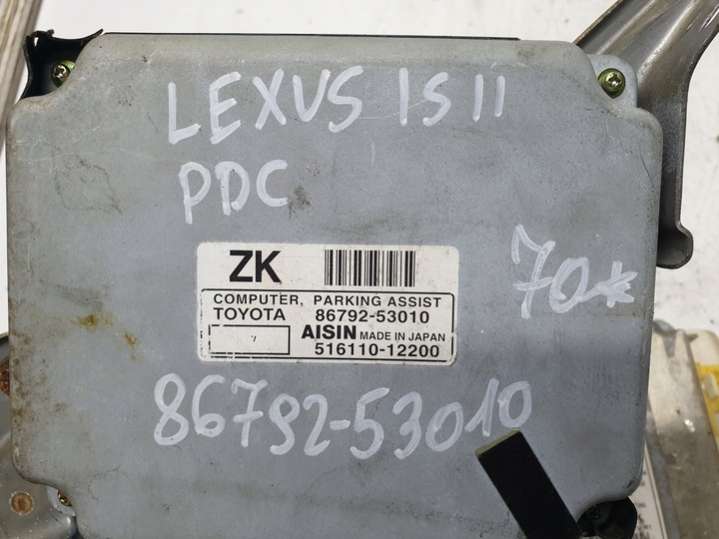 LEXUS IS II
PDC
70*
ZK
COMPUTER, PARKING ASSIST
TOYOTA 86792-53010
AISIN MADE IN JAPAN
516110-12200
86792-53010